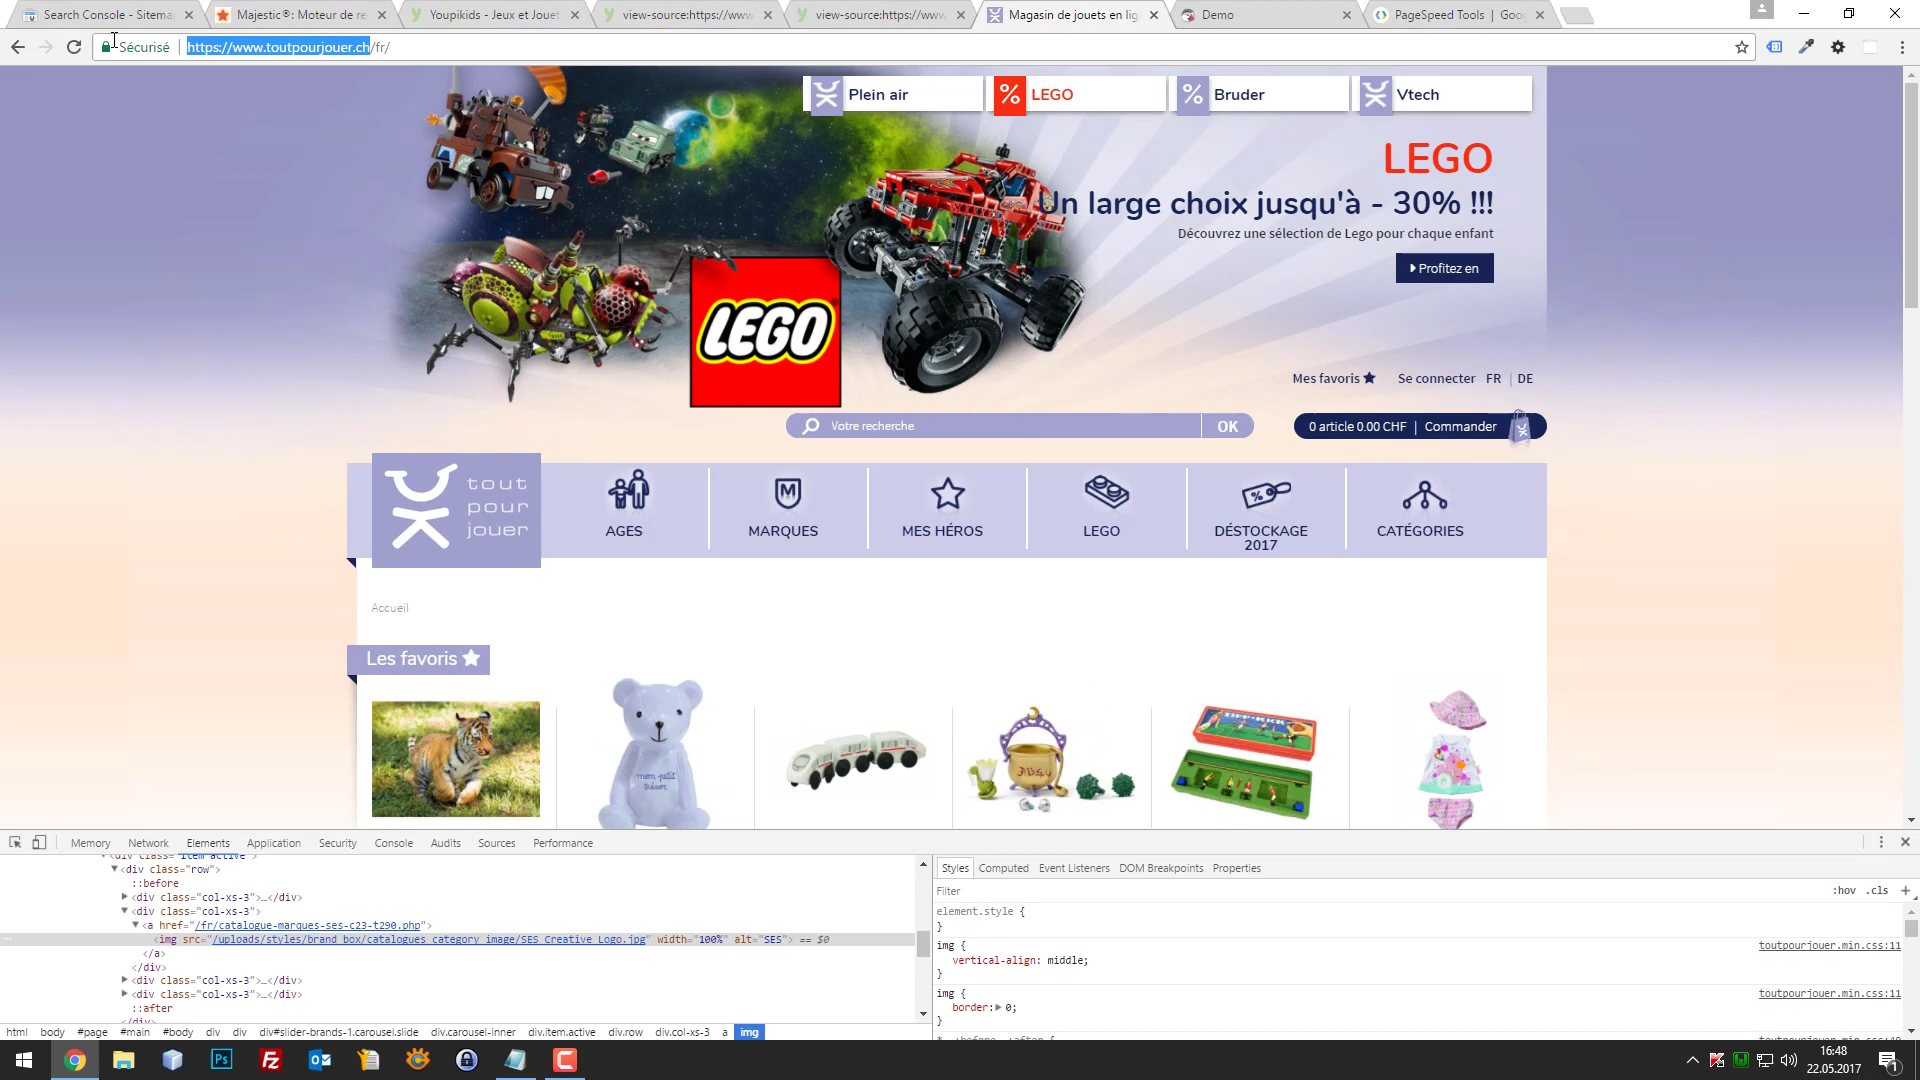 Search Console - Sitema
Majestic®: Moteur de re
Youpikids - Jeux et Jouet
view-source:https://www
view-source:https://www
Magasin de jouets en lig
Demo
PageSpeed Tools | Goo
Sécurisé | https://www.toutpourjouer.ch/fr/
Plein air
% LEGO
% Bruder
Vtech
LEGO
Un large choix jusqu'à - 30% !!!
Découvrez une sélection de Lego pour chaque enfant
Profitez en
LEGO
Mes favoris Se connecter FR | DE
Votre recherche OK
0 article 0.00 CHF | Commander
tout
pour
jouer
AGES
MARQUES
MES HÉROS
LEGO
DÉSTOCKAGE
2017
CATÉGORIES
Accueil
Les favoris
mon petit
trésor
TIPP-KICK
Memory Network Elements Application Security Console Audits Sources Performance
<div class="item active">
<div class="row">
::before
<div class="col-xs-3">…</div>
<div class="col-xs-3">
<a href="/fr/catalogue-marques-ses-c23-t290.php">
<img src="/uploads/styles/brand_box/catalogues_category_image/SES_Creative_Logo.jpg" width="100%" alt="SES"> == $0
</a>
</div>
<div class="col-xs-3">…</div>
<div class="col-xs-3">…</div>
::after
</div>
html body #page #main #body div div div#slider-brands-1.carousel.slide div.carousel-inner div.item.active div.row div.col-xs-3 a img
Styles Computed Event Listeners DOM Breakpoints Properties
Filter :hov .cls +
element.style {
}
img { toutpourjouer.min.css:11
vertical-align: middle;
}
img { toutpourjouer.min.css:11
border: 0;
}
16:48
22.05.2017